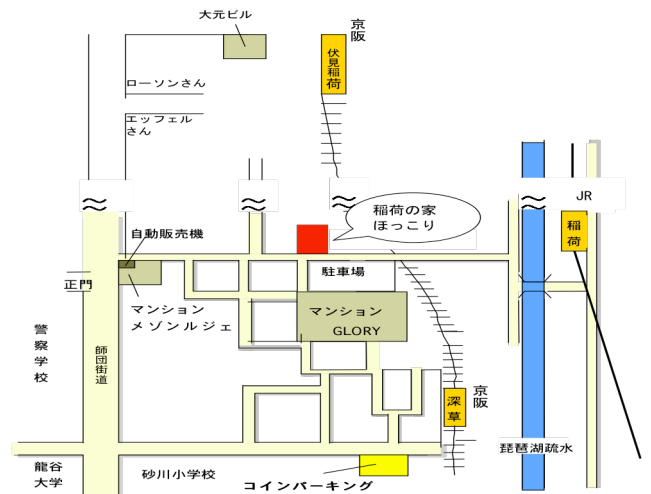 大元ビル
京阪
伏見稲荷
ローソンさん
エッフェル
さん
稲荷の家
ほっこり
JR
稲荷
自動販売機
正門
駐車場
マンション
メゾンルジェ
マンション
GLORY
警察学校
師団街道
京阪
深草
琵琶湖疏水
龍谷
大学
砂川小学校
コインパーキング